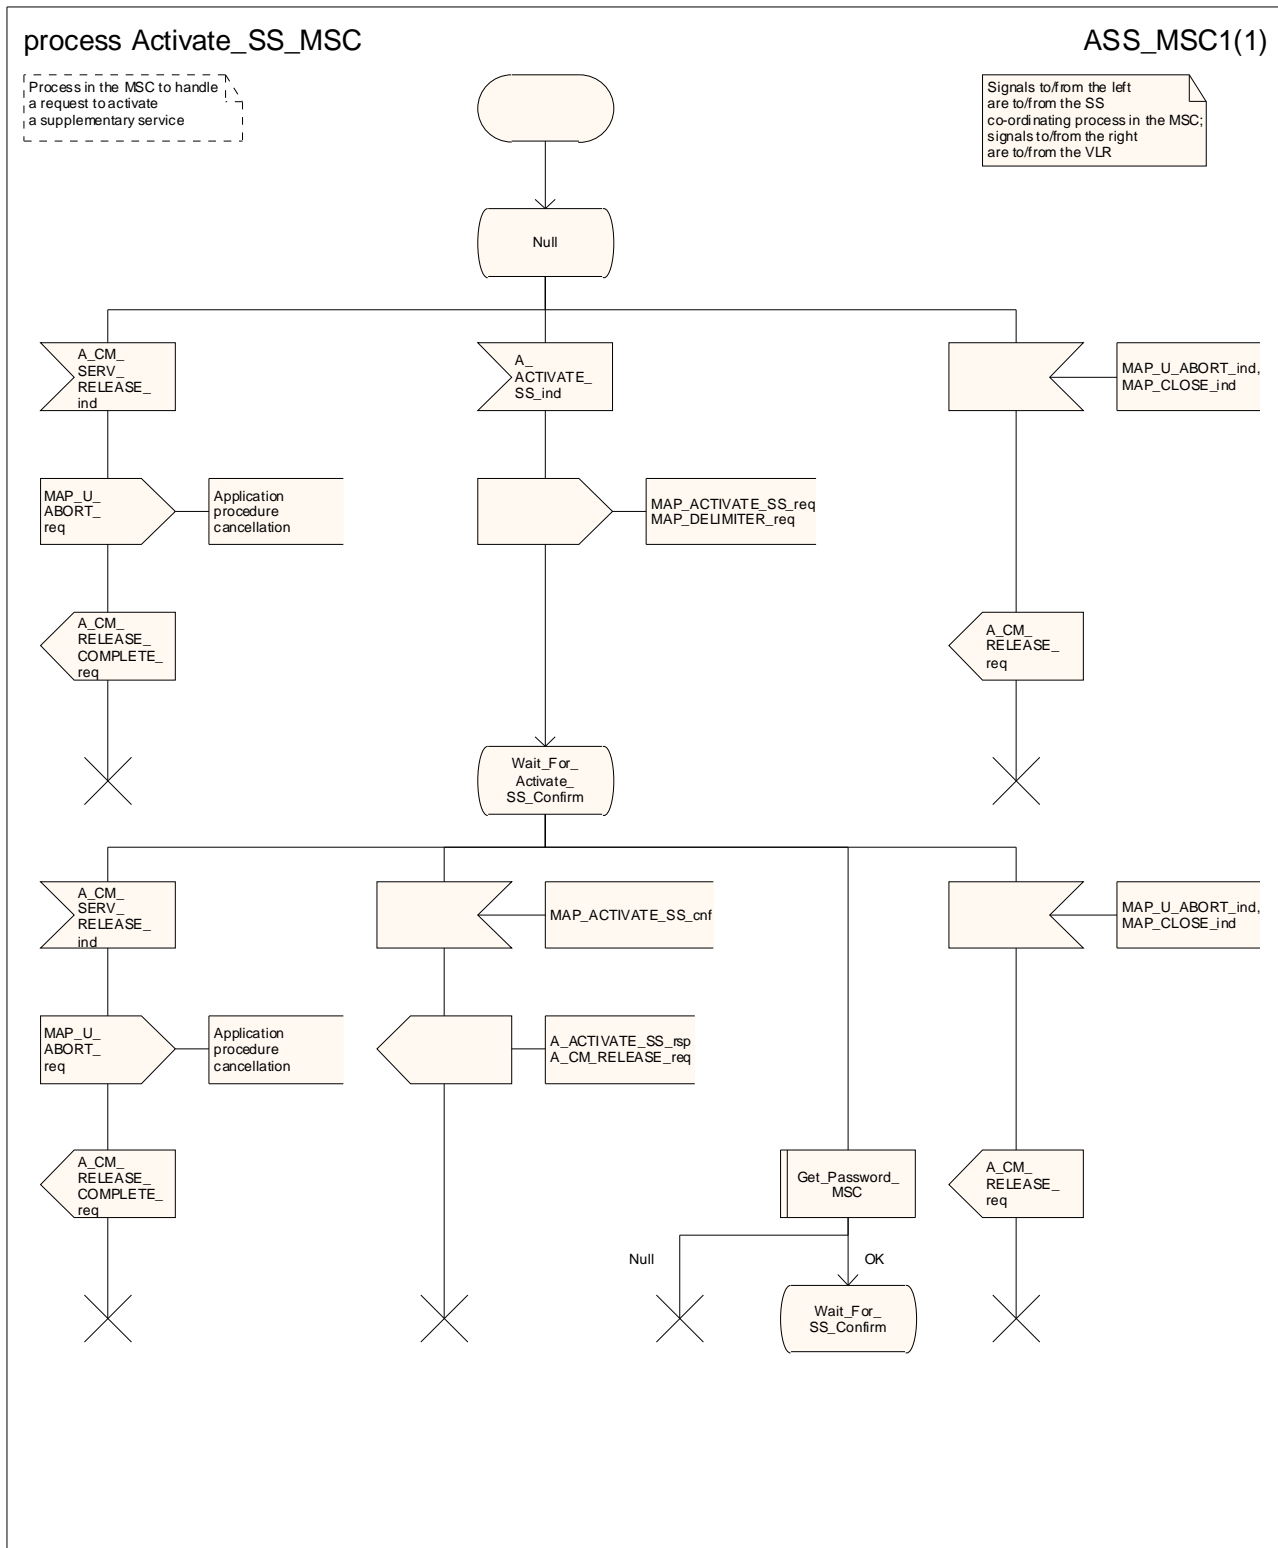 process Activate_SS_MSC
ASS_MSC1(1)
Process in the MSC to handle
a request to activate
a supplementary service
Signals to/from the left
are to/from the SS
co-ordinating process in the MSC;
signals to/from the right
are to/from the VLR
Null
A_CM_
SERV_
RELEASE_
ind
A_
ACTIVATE_
SS_ind
MAP_U_ABORT_ind,
MAP_CLOSE_ind
MAP_U_
ABORT_
req
Application
procedure
cancellation
MAP_ACTIVATE_SS_req
MAP_DELIMITER_req
A_CM_
RELEASE_
COMPLETE_
req
A_CM_
RELEASE_
req
Wait_For_
Activate_
SS_Confirm
A_CM_
SERV_
RELEASE_
ind
MAP_ACTIVATE_SS_cnf
MAP_U_ABORT_ind,
MAP_CLOSE_ind
MAP_U_
ABORT_
req
Application
procedure
cancellation
A_ACTIVATE_SS_rsp
A_CM_RELEASE_req
A_CM_
RELEASE_
COMPLETE_
req
Get_Password_
MSC
A_CM_
RELEASE_
req
Null
OK
Wait_For_
SS_Confirm